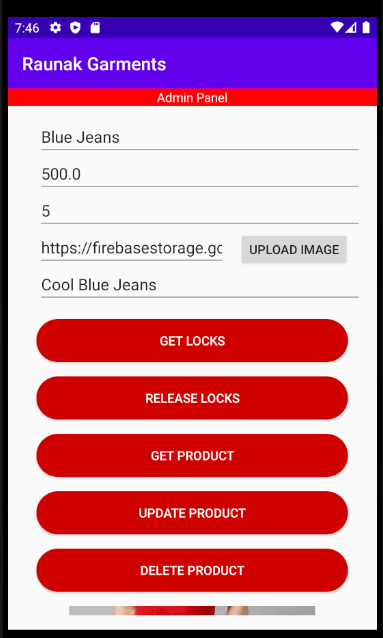 7:46
Raunak Garments
Admin Panel
Blue Jeans
500.0
5
https://firebasestorage.gc UPLOAD IMAGE
Cool Blue Jeans
GET LOCKS
RELEASE LOCKS
GET PRODUCT
UPDATE PRODUCT
DELETE PRODUCT